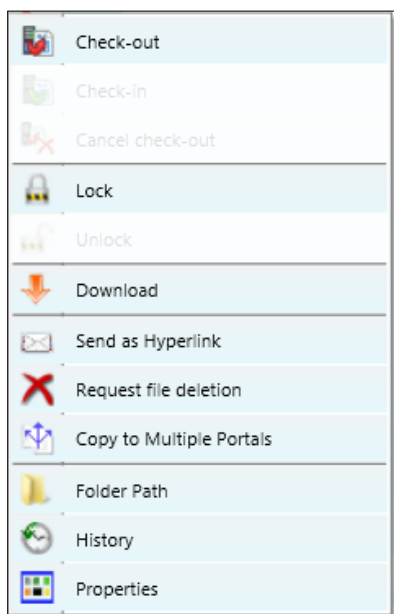 Check-out
Check-in
Cancel check-out
Lock
Unlock
Download
Send as Hyperlink
Request file deletion
Copy to Multiple Portals
Folder Path
History
Properties